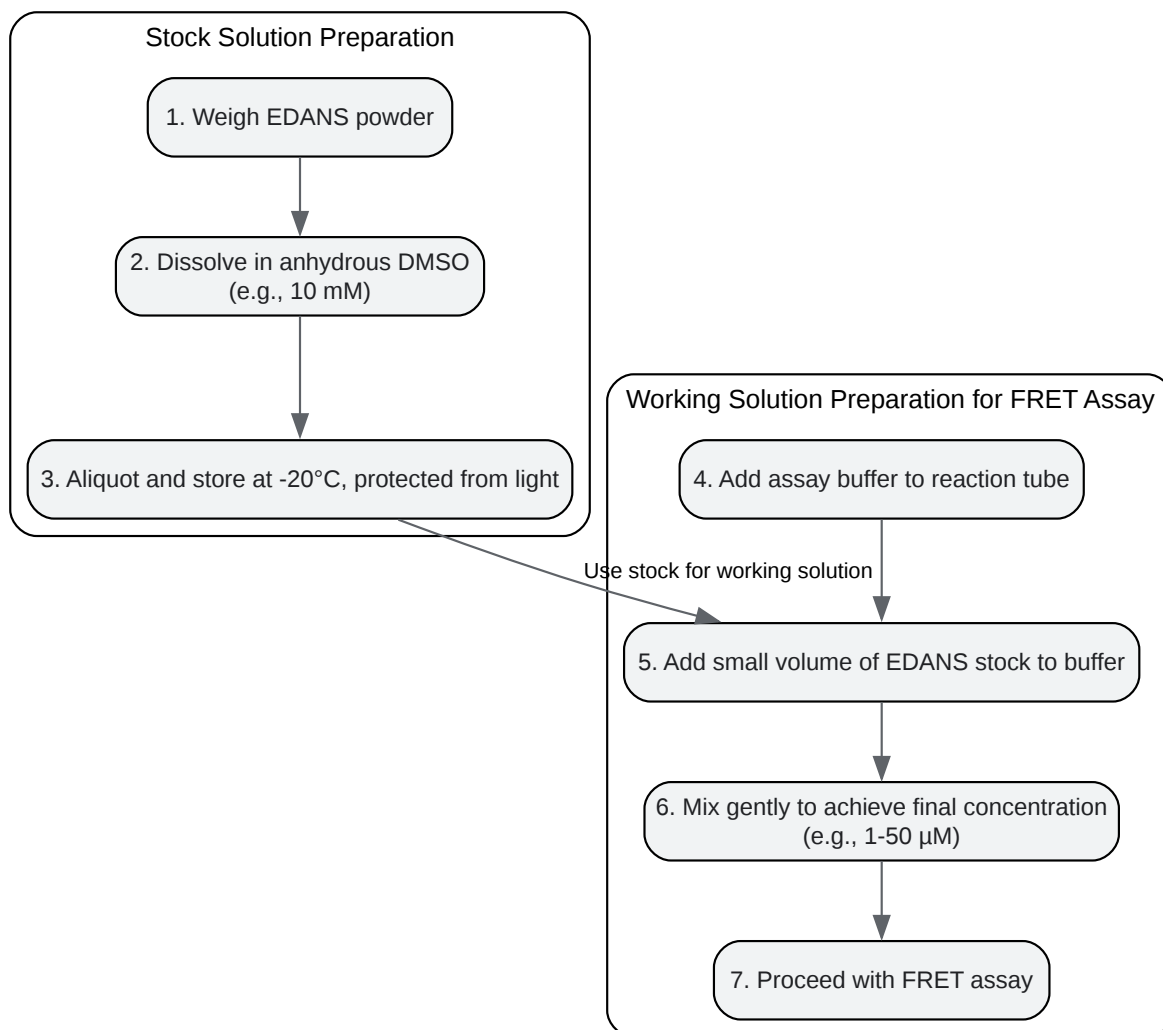 Stock Solution Preparation
1. Weigh EDANS powder
2. Dissolve in anhydrous DMSO
(e.g., 10 mM)
3. Aliquot and store at -20°C, protected from light
Working Solution Preparation for FRET Assay
4. Add assay buffer to reaction tube
Use stock for working solution
5. Add small volume of EDANS stock to buffer
6. Mix gently to achieve final concentration
(e.g., 1-50 µM)
7. Proceed with FRET assay